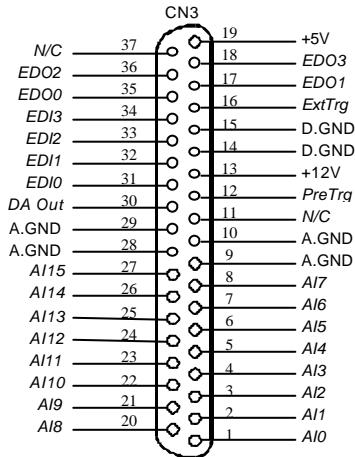 CN3
19 +5V
N/C 37
18 EDO3
EDO2 36
17 EDO1
EDO0 35
16 ExtTrg
EDI3 34
15 D.GND
EDI2 33
14 D.GND
EDI1 32
13 +12V
EDI0 31
12 PreTrg
DA Out 30
11 N/C
A.GND 29
10 A.GND
A.GND 28
9 A.GND
AI15 27
8 AI7
AI14 26
7 AI6
AI13 25
6 AI5
AI12 24
5 AI4
AI11 23
4 AI3
AI10 22
3 AI2
AI9 21
2 AI1
AI8 20
1 AI0